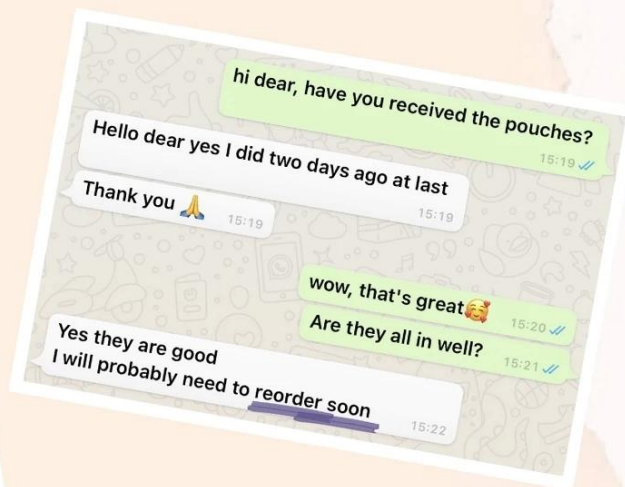 hi dear, have you received the pouches?
15:19
Hello dear yes I did two days ago at last
15:19
Thank you 🙏
15:19
wow, that's great🥰
15:20
Are they all in well?
15:21
Yes they are good
I will probably need to reorder soon
15:22